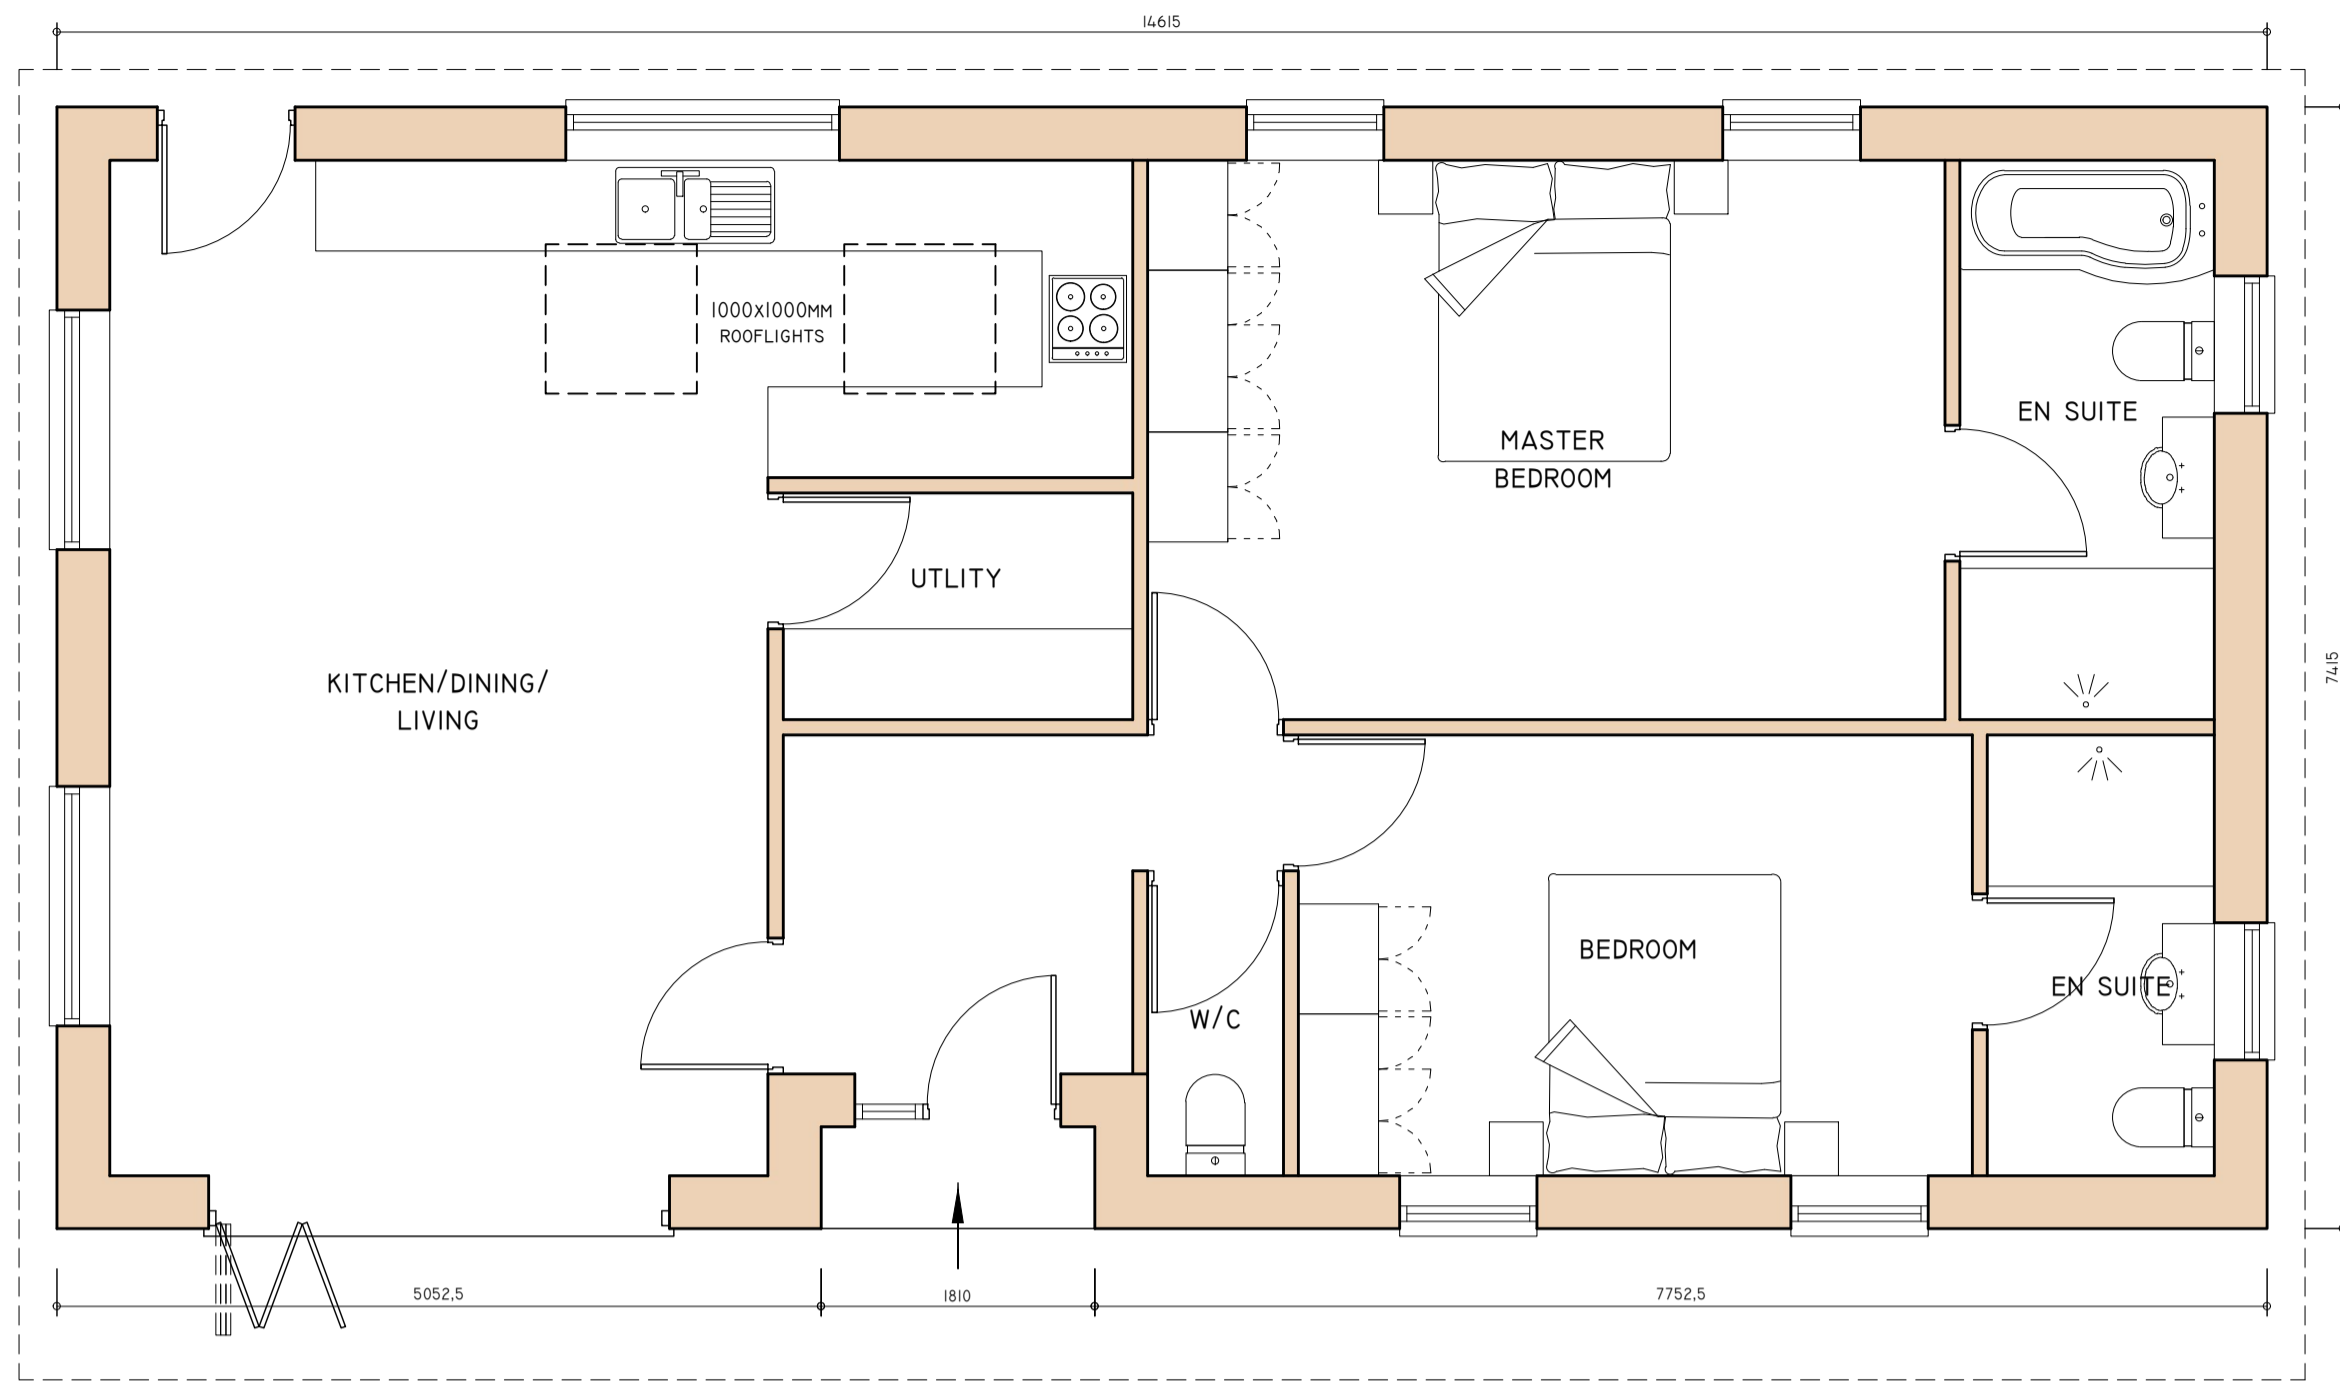 14615
1000X1000MM
ROOFLIGHTS
EN SUITE
MASTER
BEDROOM
UTLITY
7415
KITCHEN/DINING/
LIVING
BEDROOM
EN SUITE
W/C
5052,5
1810
7752,5